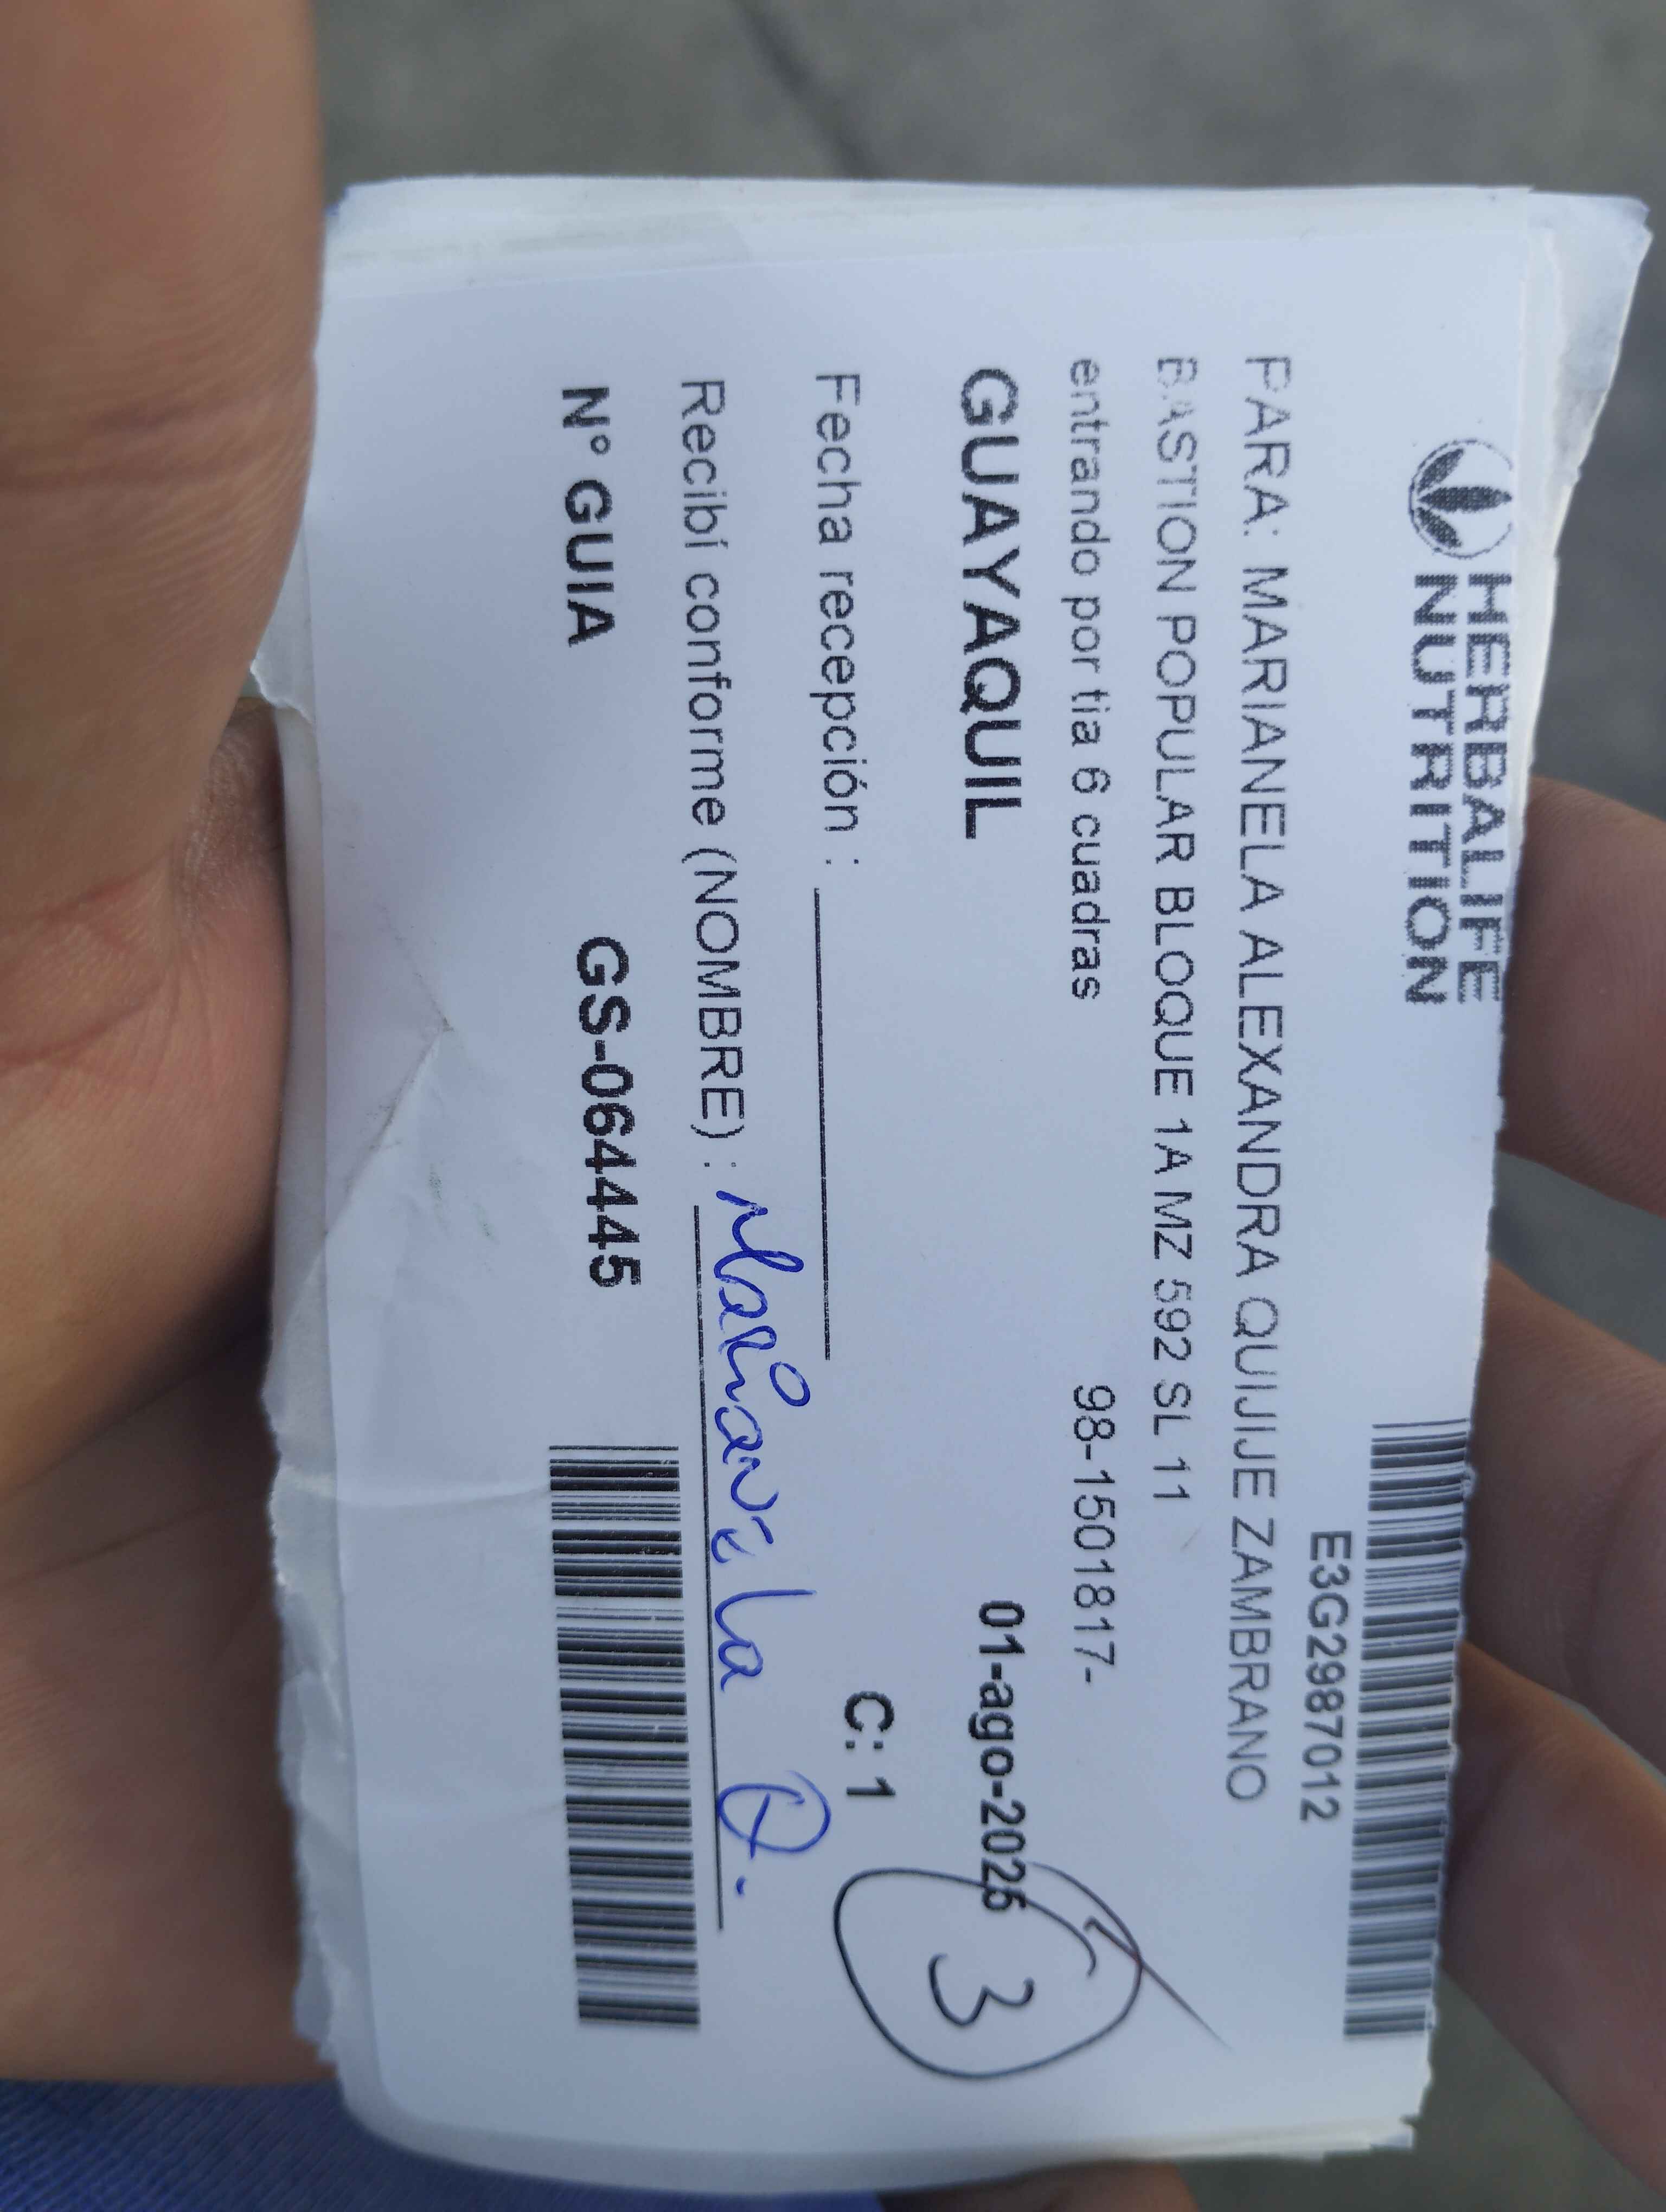 HERBALIFE
NUTRITION
E3G2987012
PARA: MARIANELA ALEXANDRA QUIJIJE ZAMBRANO
BASTION POPULAR BLOQUE 1A MZ 592 SL 11
entrando por tia 6 cuadras 98-1501817-
GUAYAQUIL 01-ago-2025
3
Fecha recepción : C: 1
Recibí conforme (NOMBRE) : Marianela Q.
N° GUIA GS-064445